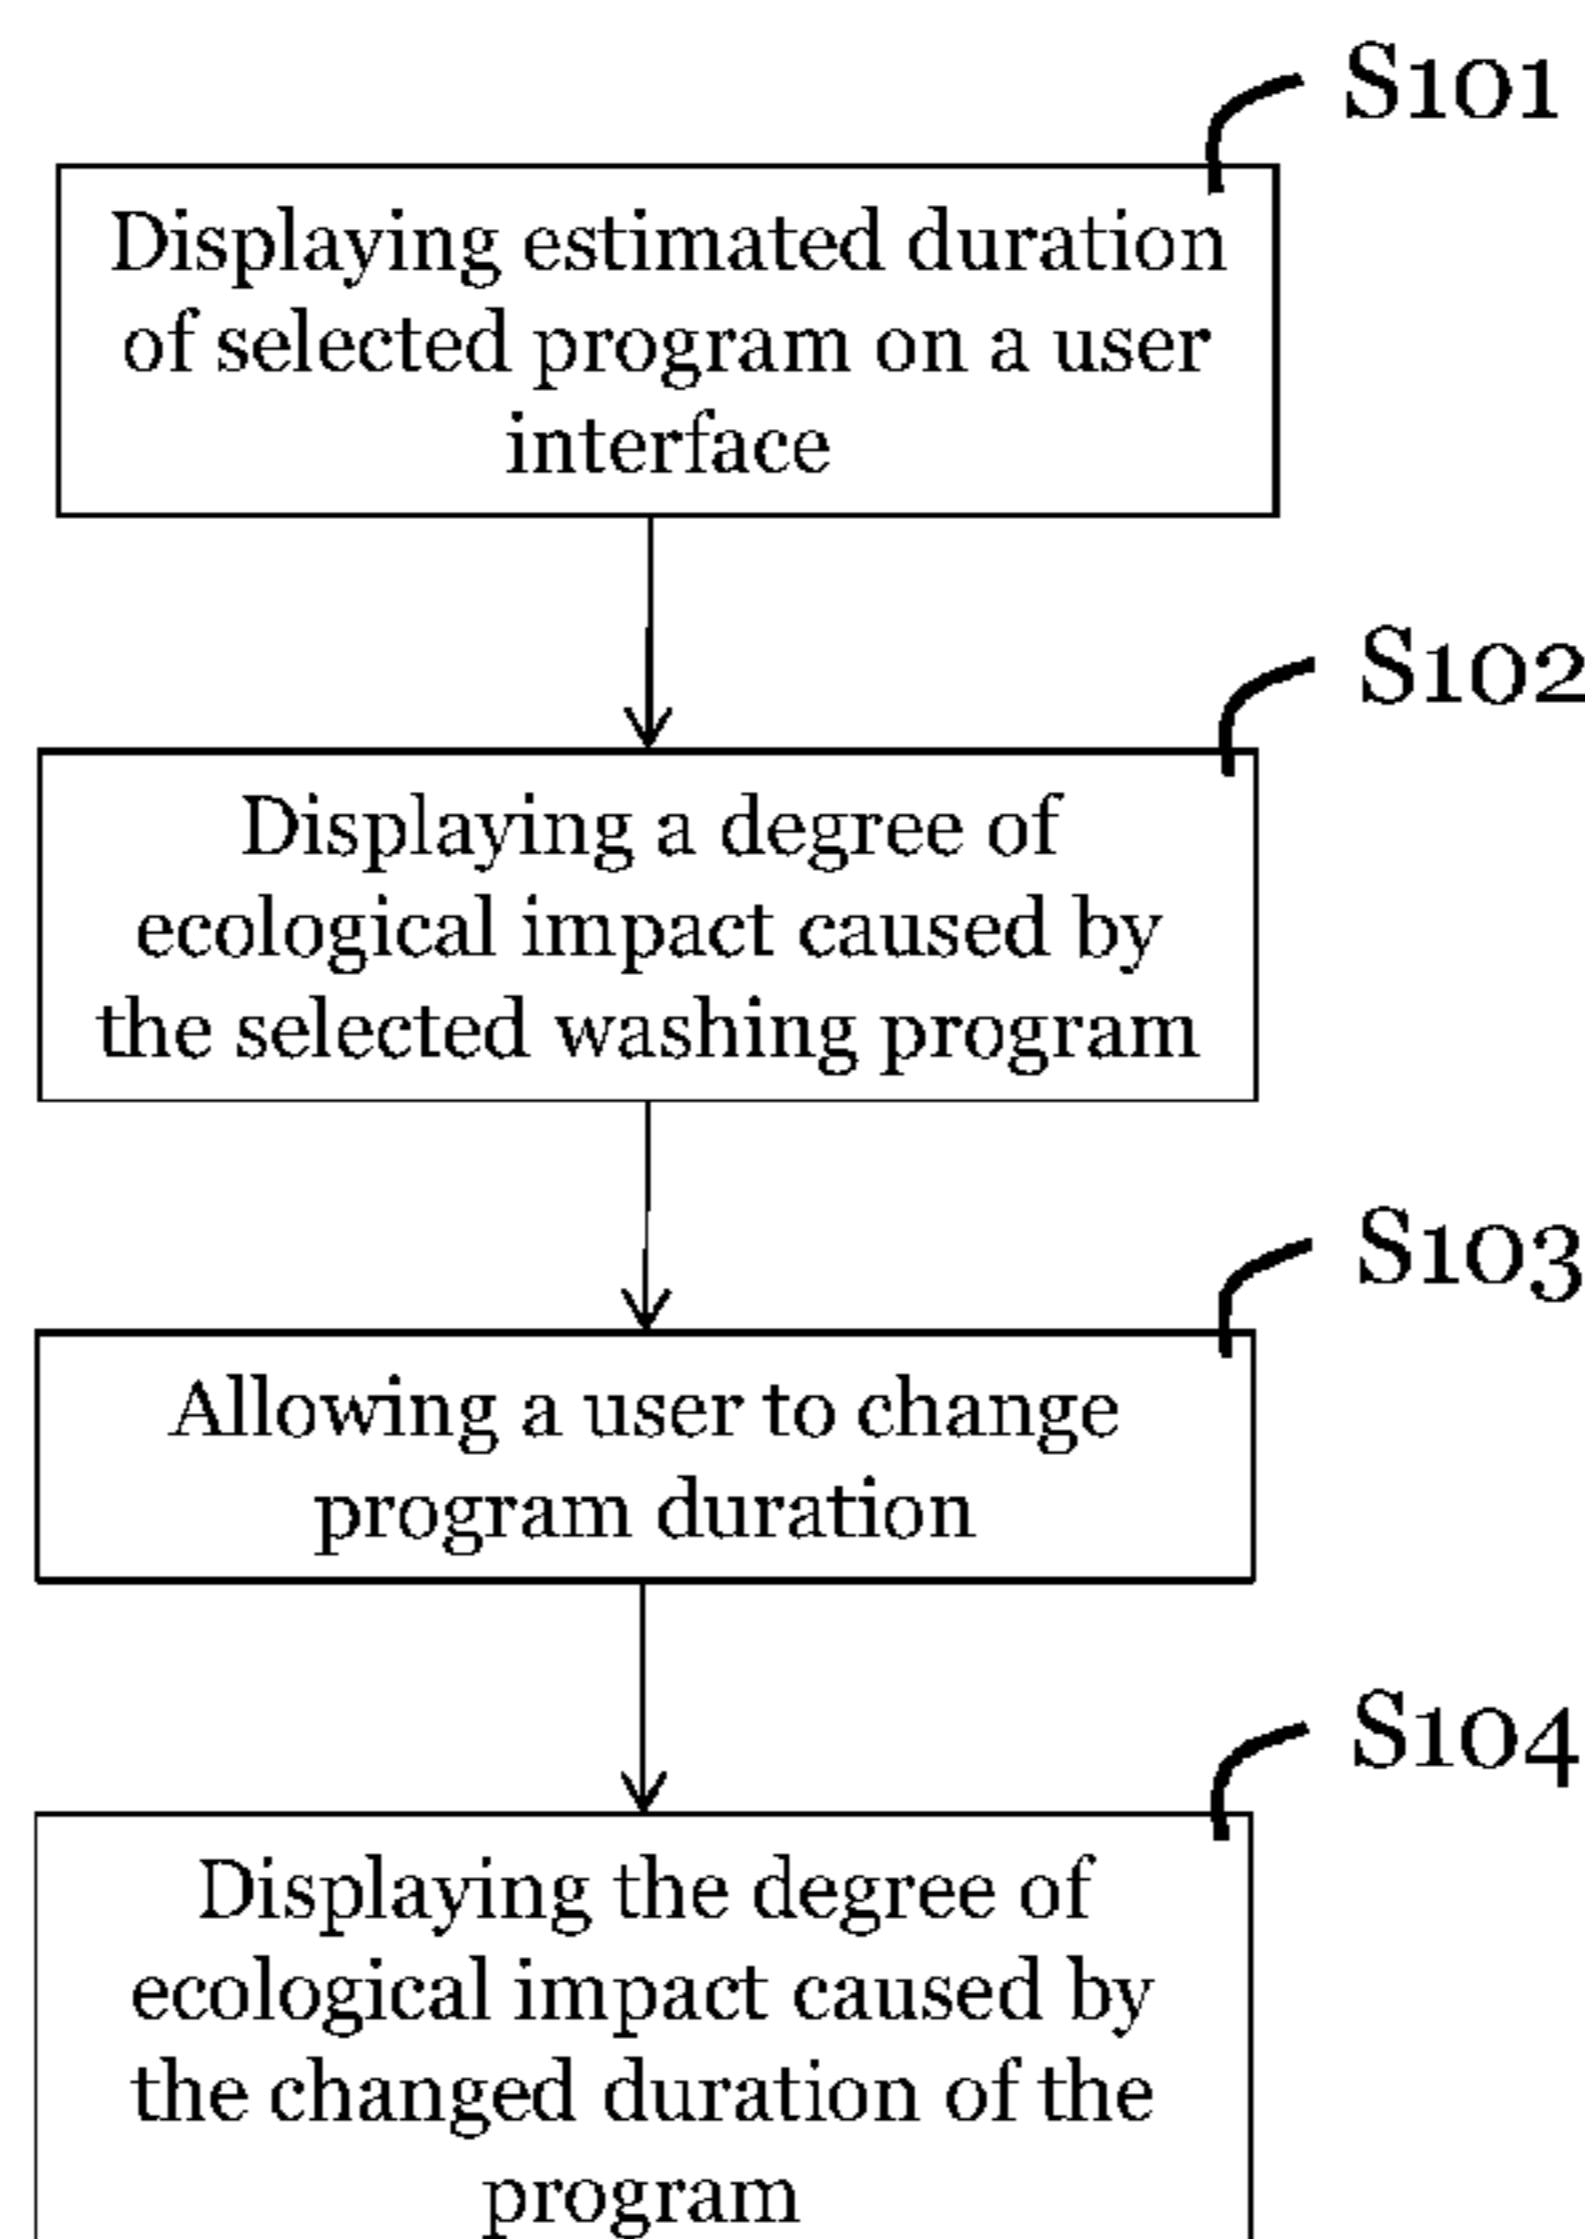 S101
Displaying estimated duration
of selected program on a user
interface
S102
Displaying a degree of
ecological impact caused by
the selected washing program
S103
Allowing a user to change
program duration
S104
Displaying the degree of
ecological impact caused by
the changed duration of the
program